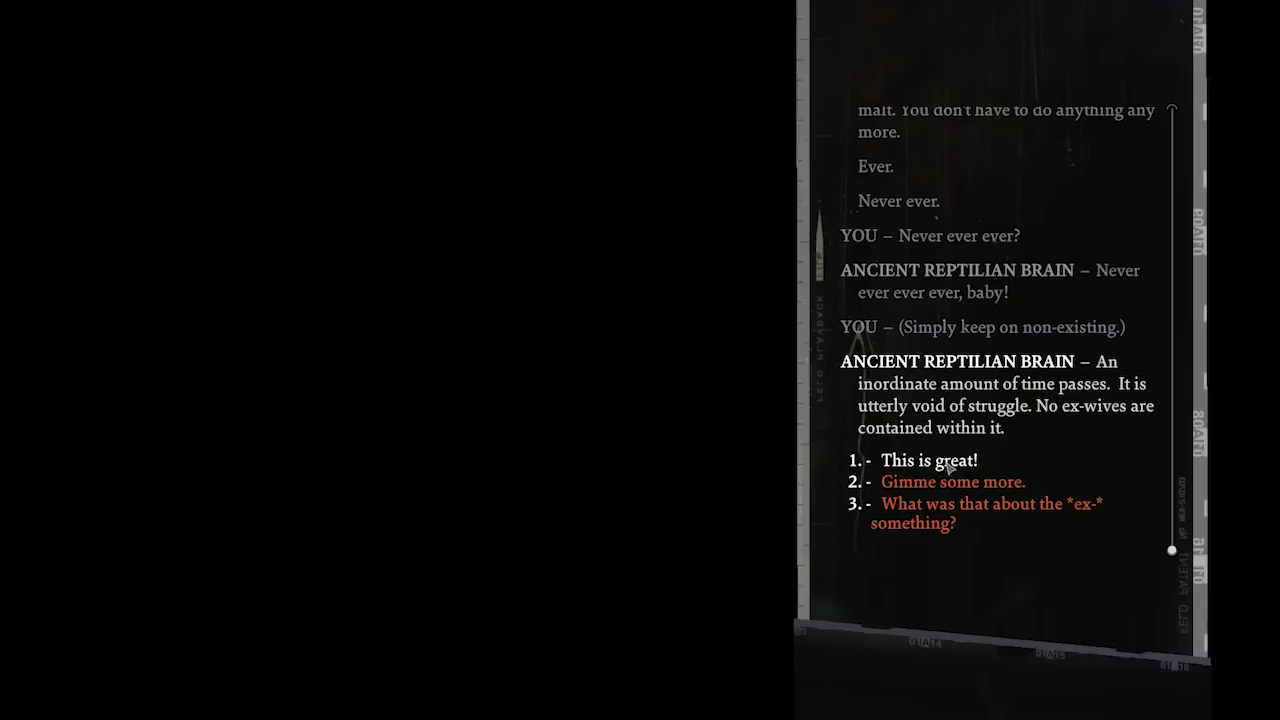 malt. You don't have to do anything any
more.
Ever.
Never ever.
YOU – Never ever ever?
ANCIENT REPTILIAN BRAIN – Never
ever ever ever, baby!
YOU – (Simply keep on non-existing.)
ANCIENT REPTILIAN BRAIN – An
inordinate amount of time passes. It is
utterly void of struggle. No ex-wives are
contained within it.
1. - This is great!
2. - Gimme some more.
3. - What was that about the *ex-*
something?